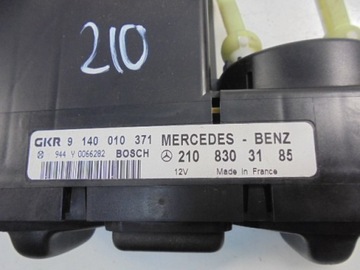 210
GKR 9 140 010 371 MERCEDES - BENZ
944 Y 0066282 BOSCH 210 830 31 85
12V Made In France